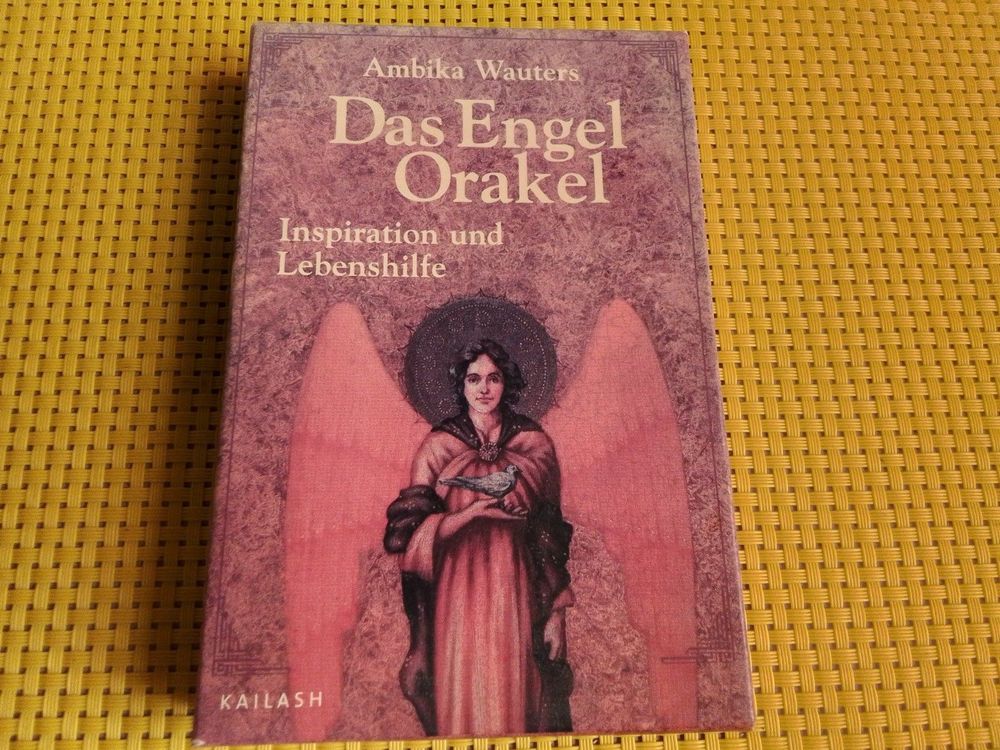 Ambika Wauters
Das Engel
Orakel
Inspiration und
Lebenshilfe
KAILASH